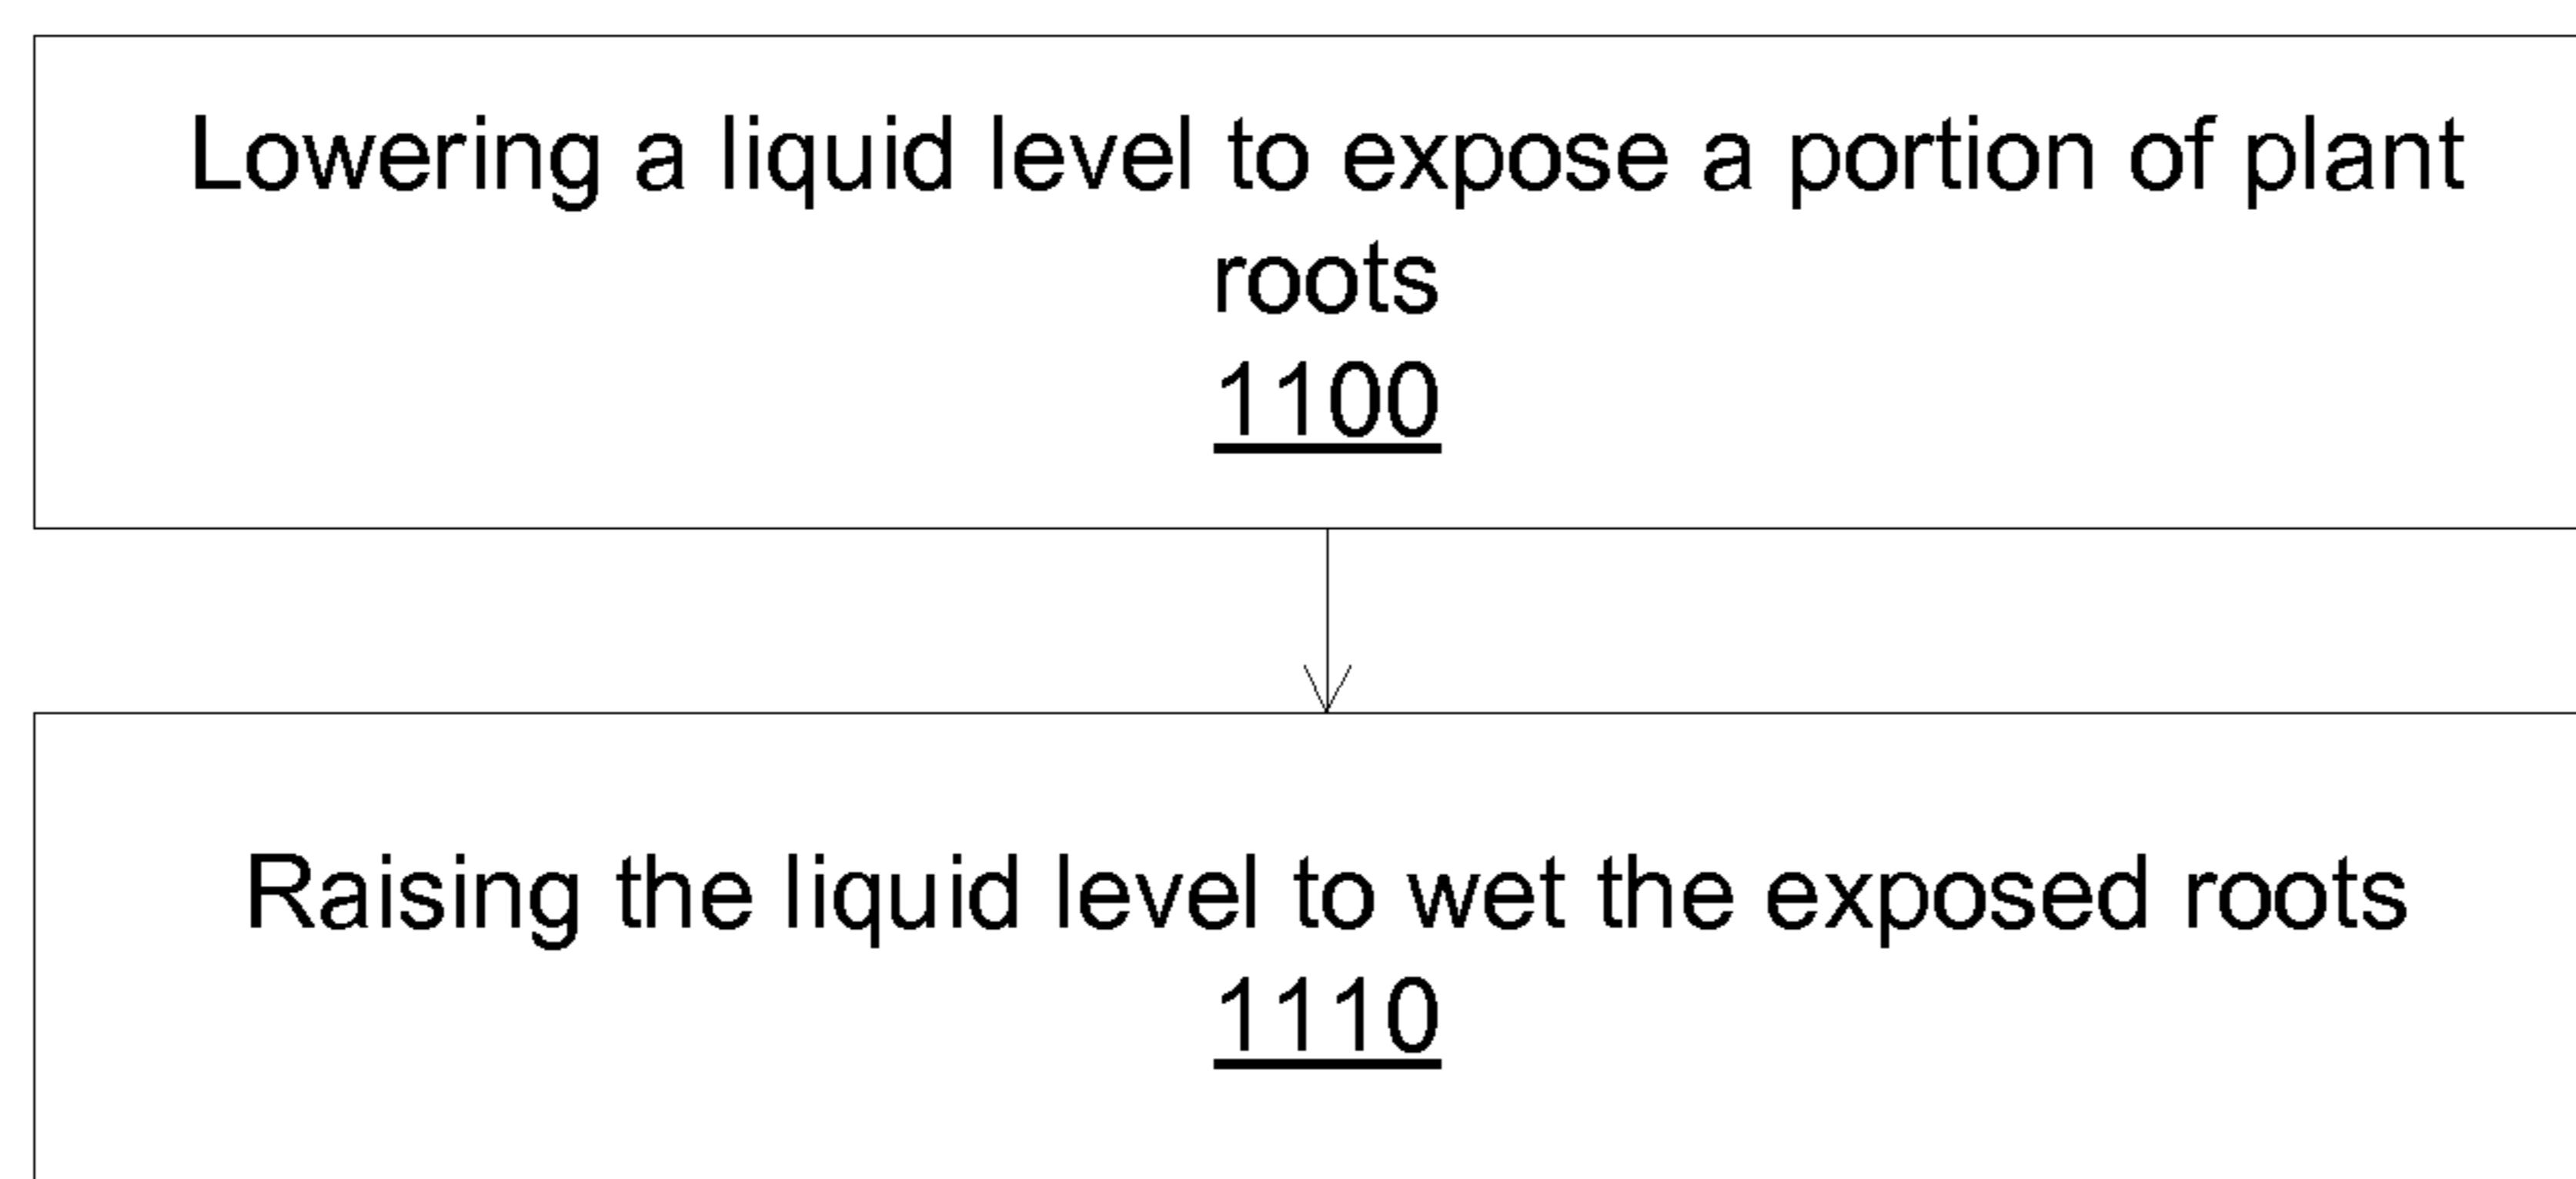 Lowering a liquid level to expose a portion of plant
roots
1100
Raising the liquid level to wet the exposed roots
1110